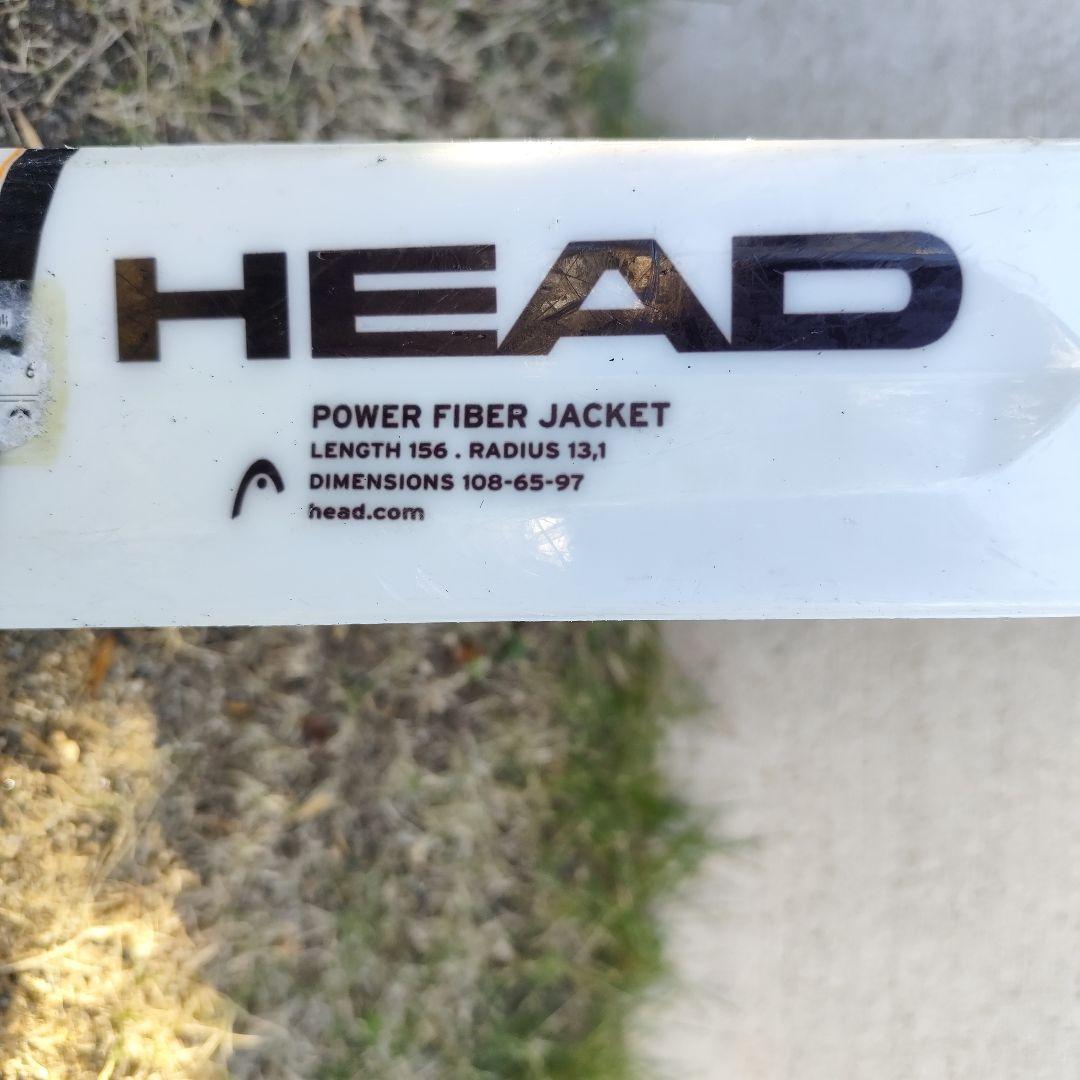 HEAD
POWER FIBER JACKET
LENGTH 156 . RADIUS 13,1
DIMENSIONS 108-65-97
head.com